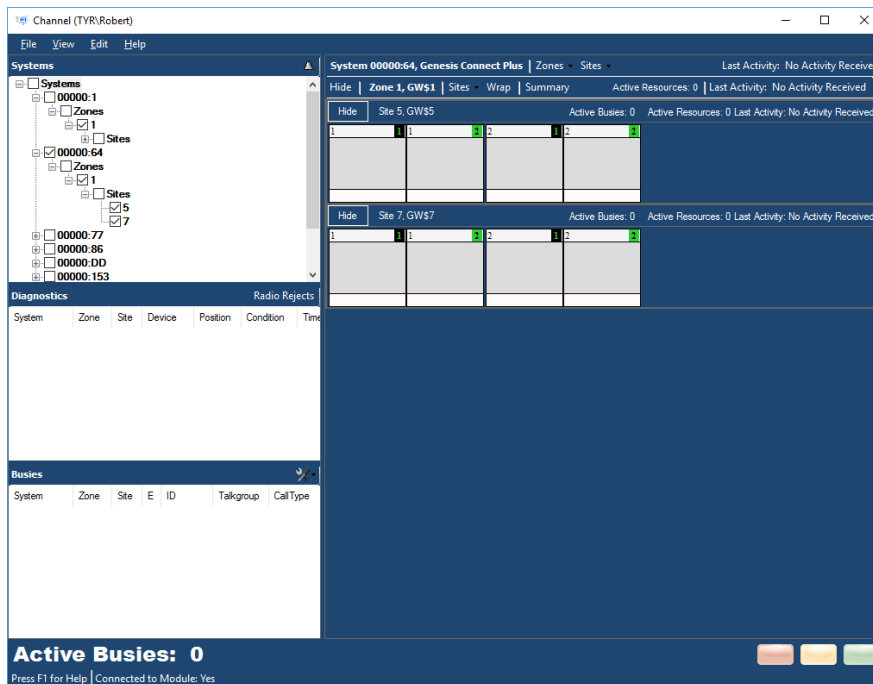 Channel (TYR\Robert)
File View Edit Help
Systems
Systems
00000:1
Zones
1
Sites
00000:64
Zones
1
Sites
5
7
00000:77
00000:86
00000:DD
00000:153
Diagnostics Radio Rejects
System Zone Site Device Position Condition Time
Busies
System Zone Site E ID Talkgroup CallType
System 00000:64, Genesis Connect Plus | Zones Sites Last Activity: No Activity Receive
Hide | Zone 1, GW$1 | Sites Wrap | Summary Active Resources: 0 | Last Activity: No Activity Received
Hide Site 5, GW$5 Active Busies: 0 Active Resources: 0 Last Activity: No Activity Received
1 1 1 2 2 1 2 2
Hide Site 7, GW$7 Active Busies: 0 Active Resources: 0 Last Activity: No Activity Received
1 1 1 2 2 1 2 2
Active Busies: 0
Press F1 for Help | Connected to Module: Yes